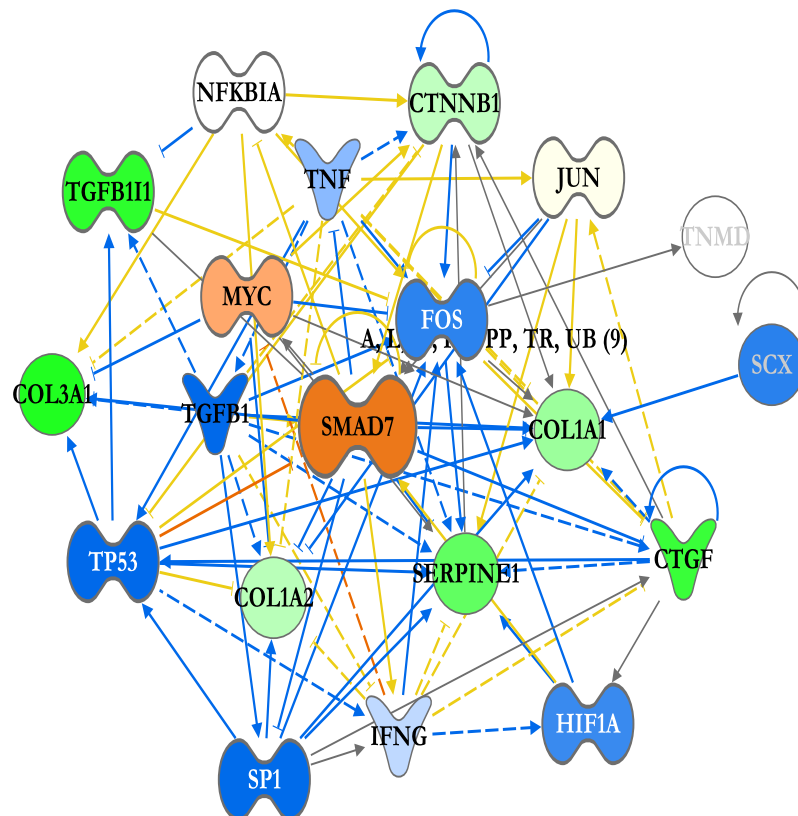 NFKBIA
CTNNB1
TNF
JUN
TGFB1I1
TNMD
MYC
FOS
PP, TR, UB (9)
SCX
COL3A1
TGFB1
SMAD7
COL1A1
TP53
SERPINE1
CTGF
COL1A2
IFNG
HIF1A
SP1